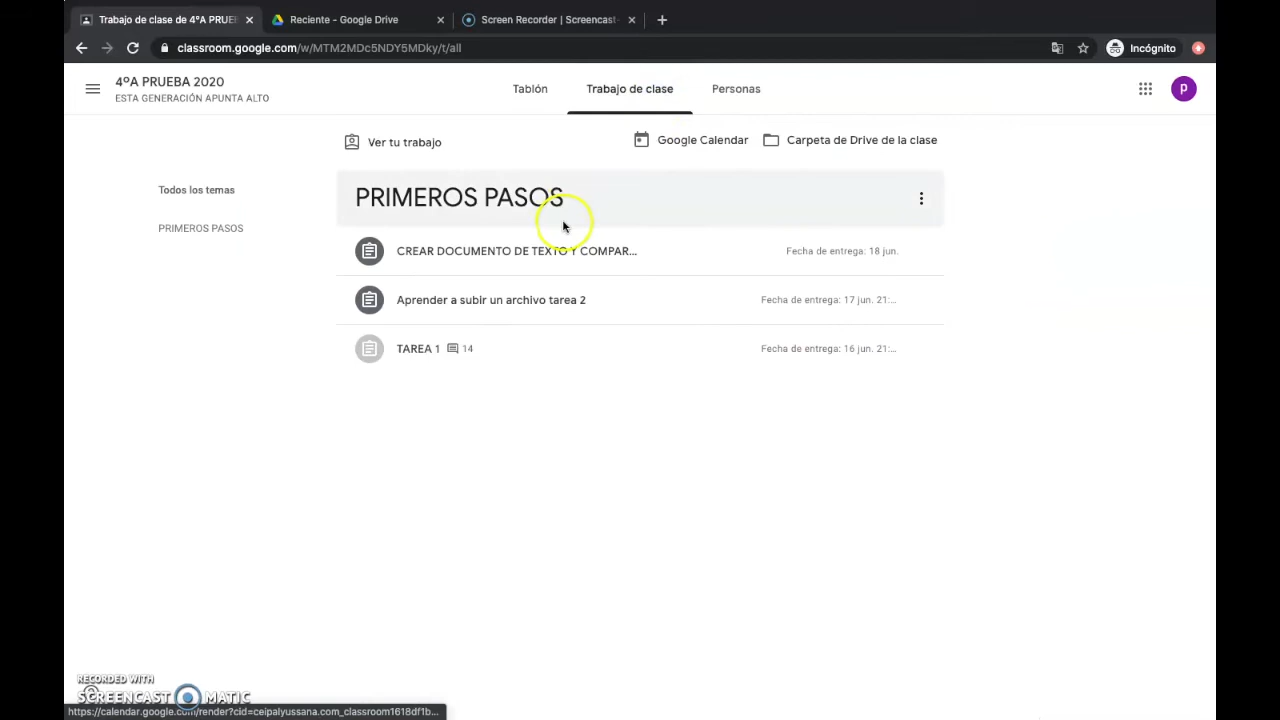 Trabajo de clase de 4ºA PRUE
Reciente - Google Drive
Screen Recorder | Screencast-
classroom.google.com/w/MTM2MDc5NDY5MDky/t/all
Incógnito
4ºA PRUEBA 2020
ESTA GENERACIÓN APUNTA ALTO
Tablón
Trabajo de clase
Personas
P
Ver tu trabajo
Google Calendar
Carpeta de Drive de la clase
Todos los temas
PRIMEROS PASOS
PRIMEROS PASOS
CREAR DOCUMENTO DE TEXTO Y COMPAR...
Fecha de entrega: 18 jun.
Aprender a subir un archivo tarea 2
Fecha de entrega: 17 jun. 21:...
TAREA 1 14
Fecha de entrega: 16 jun. 21:...
RECORDED WITH
SCREENCAST MATIC
https://calendar.google.com/render?cid=ceipalyussana.com_classroom1618df1b...